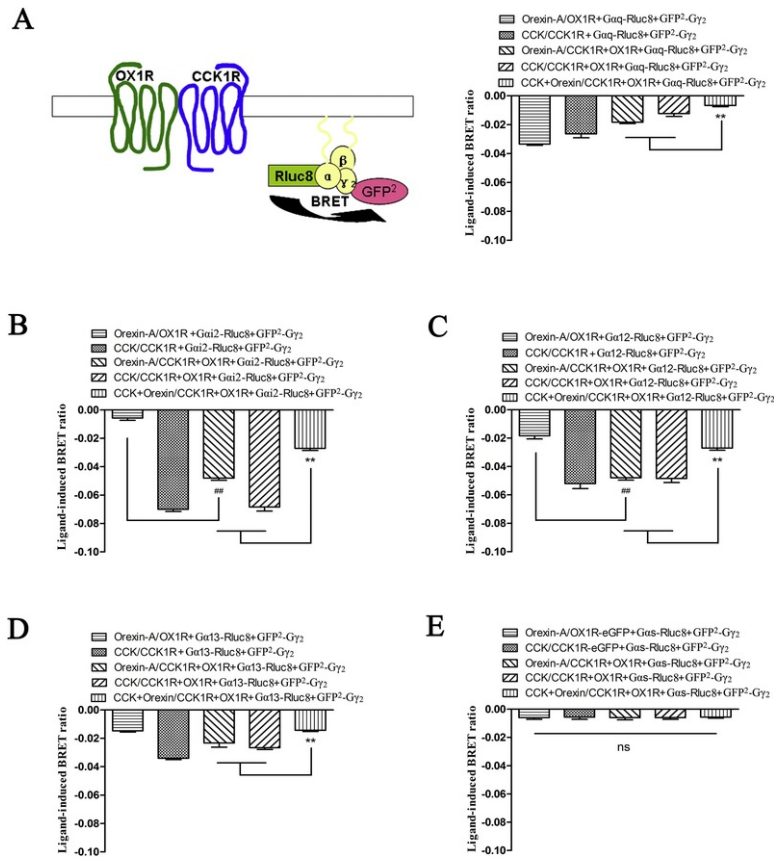 A
OX1R CCK1R
Rluc8 α β γ 2 GFP²
BRET
Orexin-A/OX1R+Gαq-Rluc8+GFP²-Gγ₂
CCK/CCK1R+Gαq-Rluc8+GFP²-Gγ₂
Orexin-A/CCK1R+OX1R+Gαq-Rluc8+GFP²-Gγ₂
CCK/CCK1R+OX1R+Gαq-Rluc8+GFP²-Gγ₂
CCK+Orexin/CCK1R+OX1R+Gαq-Rluc8+GFP²-Gγ₂
Ligand-induced BRET ratio
0.00
-0.02
-0.04
-0.06
-0.08
-0.10
**
B
Orexin-A/OX1R+Gαi2-Rluc8+GFP²-Gγ₂
CCK/CCK1R+Gαi2-Rluc8+GFP²-Gγ₂
Orexin-A/CCK1R+OX1R+Gαi2-Rluc8+GFP²-Gγ₂
CCK/CCK1R+OX1R+Gαi2-Rluc8+GFP²-Gγ₂
CCK+Orexin/CCK1R+OX1R+Gαi2-Rluc8+GFP²-Gγ₂
Ligand-induced BRET ratio
0.00
-0.02
-0.04
-0.06
-0.08
-0.10
##
**
C
Orexin-A/OX1R+Gα12-Rluc8+GFP²-Gγ₂
CCK/CCK1R+Gα12-Rluc8+GFP²-Gγ₂
Orexin-A/CCK1R+OX1R+Gα12-Rluc8+GFP²-Gγ₂
CCK/CCK1R+OX1R+Gα12-Rluc8+GFP²-Gγ₂
CCK+Orexin/CCK1R+OX1R+Gα12-Rluc8+GFP²-Gγ₂
Ligand-induced BRET ratio
0.00
-0.02
-0.04
-0.06
-0.08
-0.10
##
**
D
Orexin-A/OX1R+Gα13-Rluc8+GFP²-Gγ₂
CCK/CCK1R+Gα13-Rluc8+GFP²-Gγ₂
Orexin-A/CCK1R+OX1R+Gα13-Rluc8+GFP²-Gγ₂
CCK/CCK1R+OX1R+Gα13-Rluc8+GFP²-Gγ₂
CCK+Orexin/CCK1R+OX1R+Gα13-Rluc8+GFP²-Gγ₂
Ligand-induced BRET ratio
0.00
-0.02
-0.04
-0.06
-0.08
-0.10
**
E
Orexin-A/OX1R-eGFP+Gαs-Rluc8+GFP²-Gγ₂
CCK/CCK1R-eGFP+Gαs-Rluc8+GFP²-Gγ₂
Orexin-A/CCK1R+OX1R+Gαs-Rluc8+GFP²-Gγ₂
CCK/CCK1R+OX1R+Gαs-Rluc8+GFP²-Gγ₂
CCK+Orexin/CCK1R+OX1R+Gαs-Rluc8+GFP²-Gγ₂
Ligand-induced BRET ratio
0.00
-0.02
-0.04
-0.06
-0.08
-0.10
ns